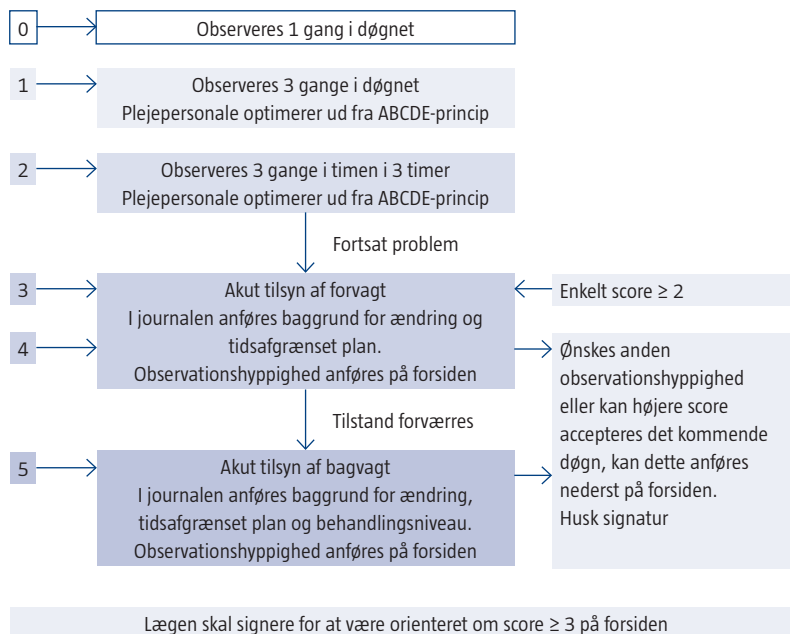 0
Observeres 1 gang i døgnet
1
Observeres 3 gange i døgnet
Plejepersonale optimerer ud fra ABCDE-princip
2
Observeres 3 gange i timen i 3 timer
Plejepersonale optimerer ud fra ABCDE-princip
Fortsat problem
3
4
Akut tilsyn af forvagt
I journalen anføres baggrund for ændring og
tidsafgrænset plan.
Observationshyppighed anføres på forsiden
Enkelt score ≥ 2
Ønskes anden
observationshyppighed
eller kan højere score
accepteres det kommende
døgn, kan dette anføres
nederst på forsiden.
Husk signatur
Tilstand forværres
5
Akut tilsyn af bagvagt
I journalen anføres baggrund for ændring,
tidsafgrænset plan og behandlingsniveau.
Observationshyppighed anføres på forsiden
Lægen skal signere for at være orienteret om score ≥ 3 på forsiden